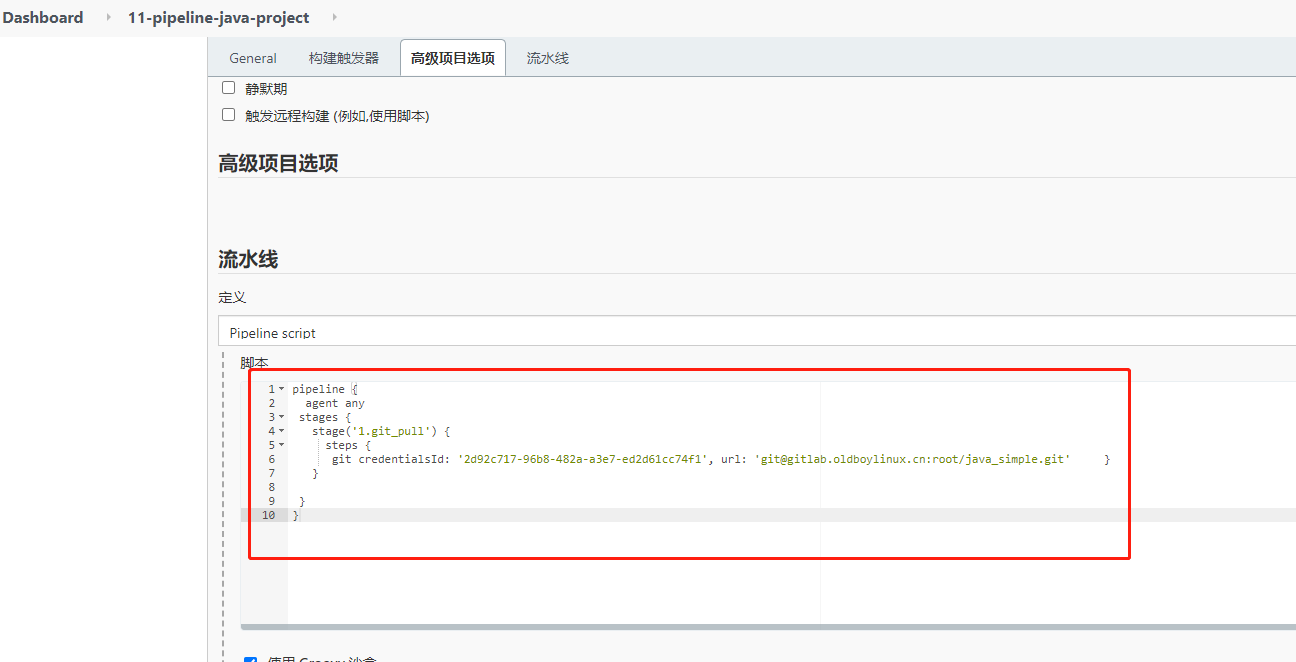 Dashboard 11-pipeline-java-project
General 构建触发器 高级项目选项 流水线
静默期
触发远程构建 (例如,使用脚本)
高级项目选项
流水线
定义
Pipeline script
脚本
1 pipeline {
2 agent any
3 stages {
4 stage('1.git_pull') {
5 steps {
6 git credentialsId: '2d92c717-96b8-482a-a3e7-ed2d61cc74f1', url: 'git@gitlab.oldboylinux.cn:root/java_simple.git' }
7 }
8
9 }
10 }
使用 Groovy 沙盒